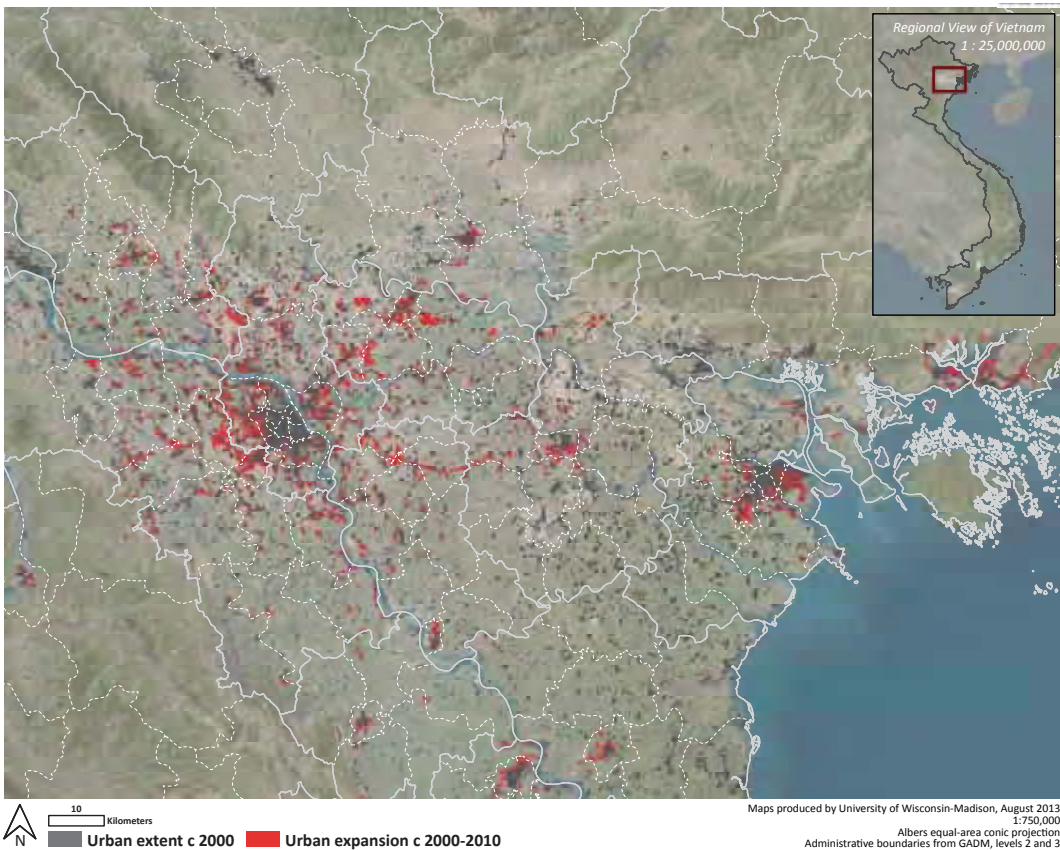 Regional View of Vietnam
1 : 25,000,000
10
Kilometers
N
Urban extent c 2000
Urban expansion c 2000-2010
Maps produced by University of Wisconsin-Madison, August 2013
1:750,000
Albers equal-area conic projection
Administrative boundaries from GADM, levels 2 and 3